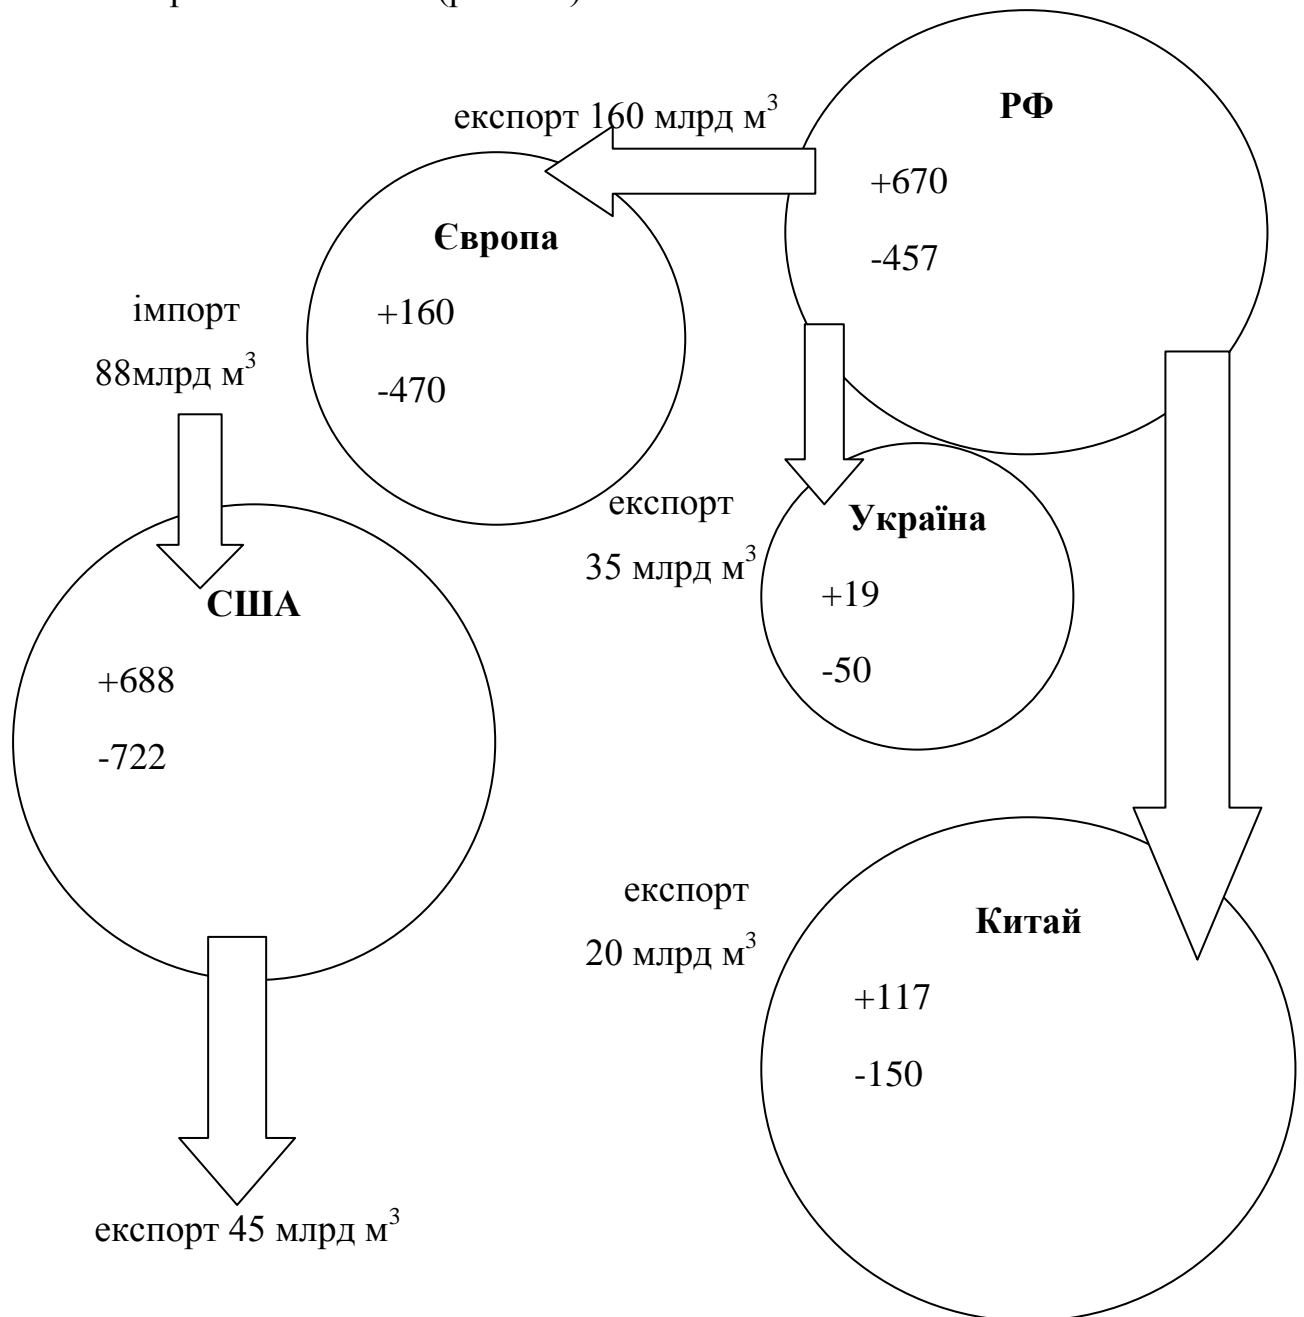 РФ
експорт 160 млрд м³
+670
-457
Європа
+160
-470
імпорт
88млрд м³
експорт
35 млрд м³
Україна
+19
-50
США
+688
-722
експорт
20 млрд м³
Китай
+117
-150
експорт 45 млрд м³